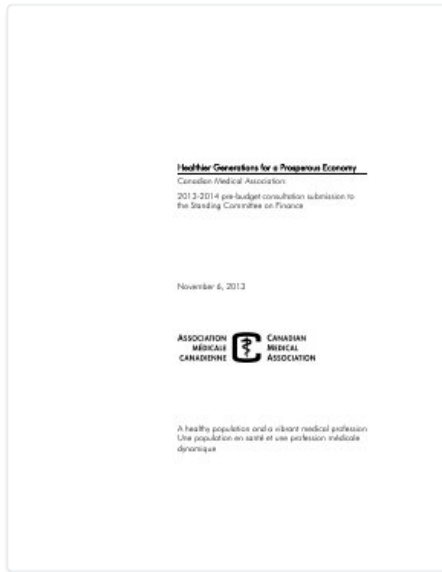 Healthier Generations for a Prosperous Economy
Canadian Medical Association
2013-2014 pre-budget consultation submission to
the Standing Committee on Finance
November 6, 2013
ASSOCIATION
MÉDICALE
CANADIENNE
CANADIAN
MEDICAL
ASSOCIATION
A healthy population and a vibrant medical profession
Une population en santé et une profession médicale
dynamique